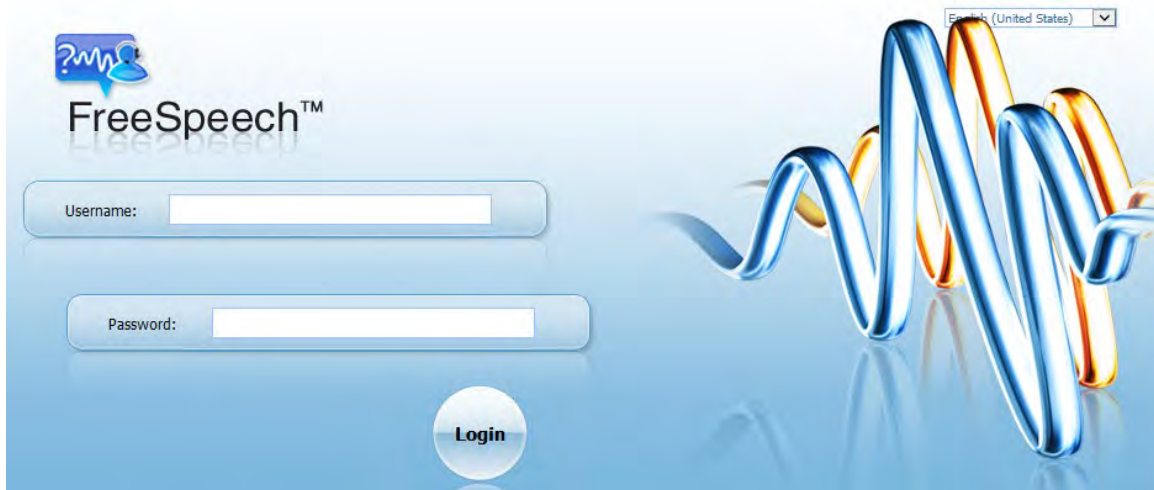 English (United States)
?
FreeSpeech™
Username:
Password:
Login